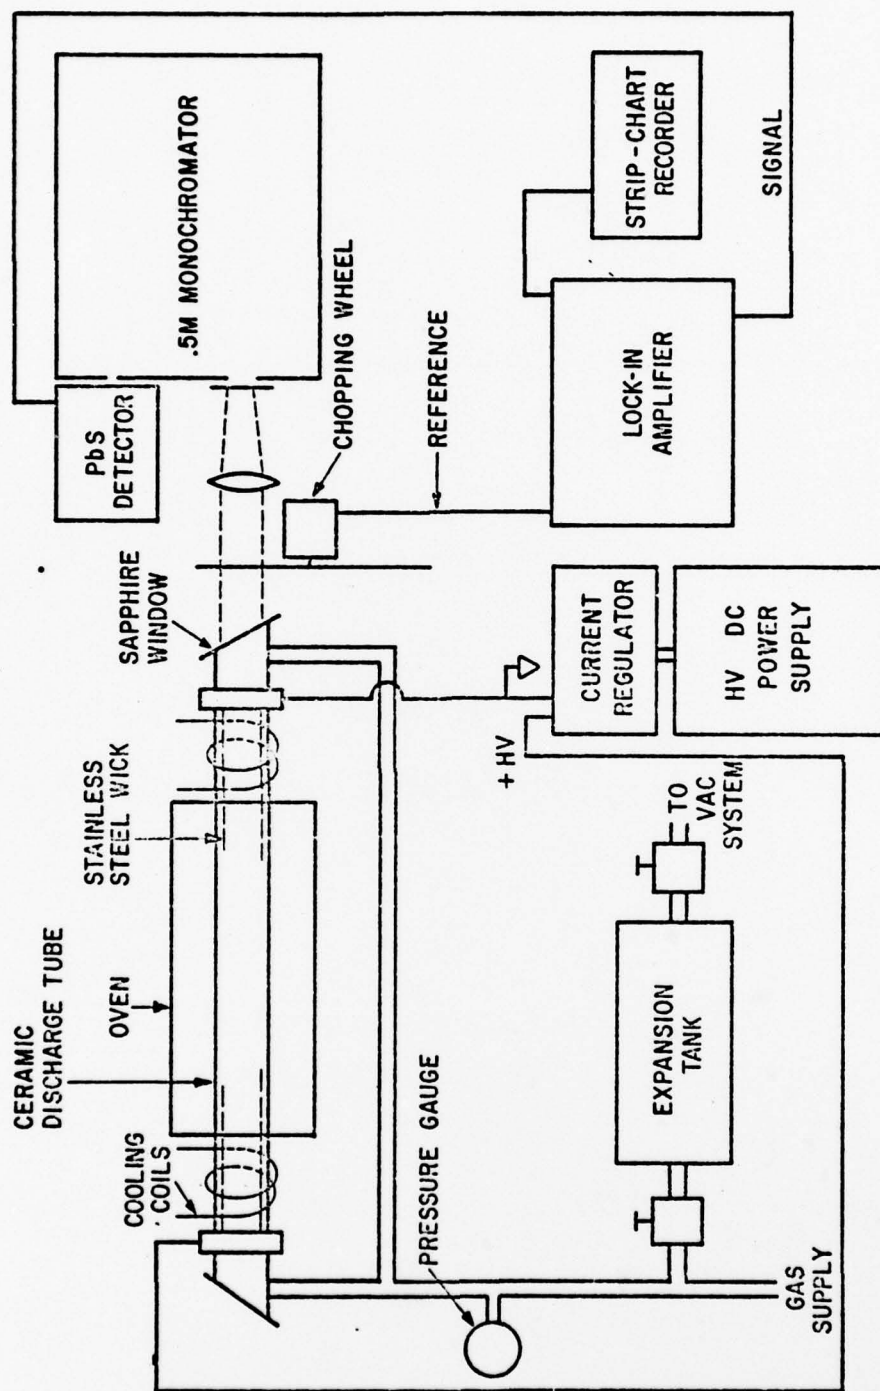 CERAMIC
DISCHARGE TUBE
OVEN
STAINLESS
STEEL WICK
SAPPHIRE
WINDOW
PbS
DETECTOR
.5M MONOCHROMATOR
COOLING
COILS
CHOPPING WHEEL
REFERENCE
PRESSURE GAUGE
+ HV
CURRENT
REGULATOR
LOCK-IN
AMPLIFIER
STRIP-CHART
RECORDER
EXPANSION
TANK
TO
VAC
SYSTEM
HV DC
POWER
SUPPLY
SIGNAL
GAS
SUPPLY